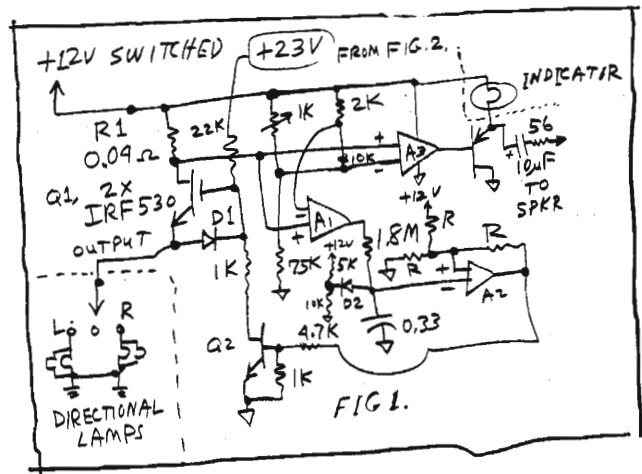 +12V SWITCHED
+23V
FROM FIG.2.
INDICATOR
R1
0.09Ω
22K
1K
2K
Q1, 2X
IRF530
10K
+
-
A3
+12V
56
+
10μF
TO
SPKR
OUTPUT
D1
-
+
A1
1.8M
R
R
R
+12V
5K
75K
1K
10K
D2
+
-
A2
4.7K
0.33
Q2
1K
L
O
R
DIRECTIONAL
LAMPS
FIG 1.